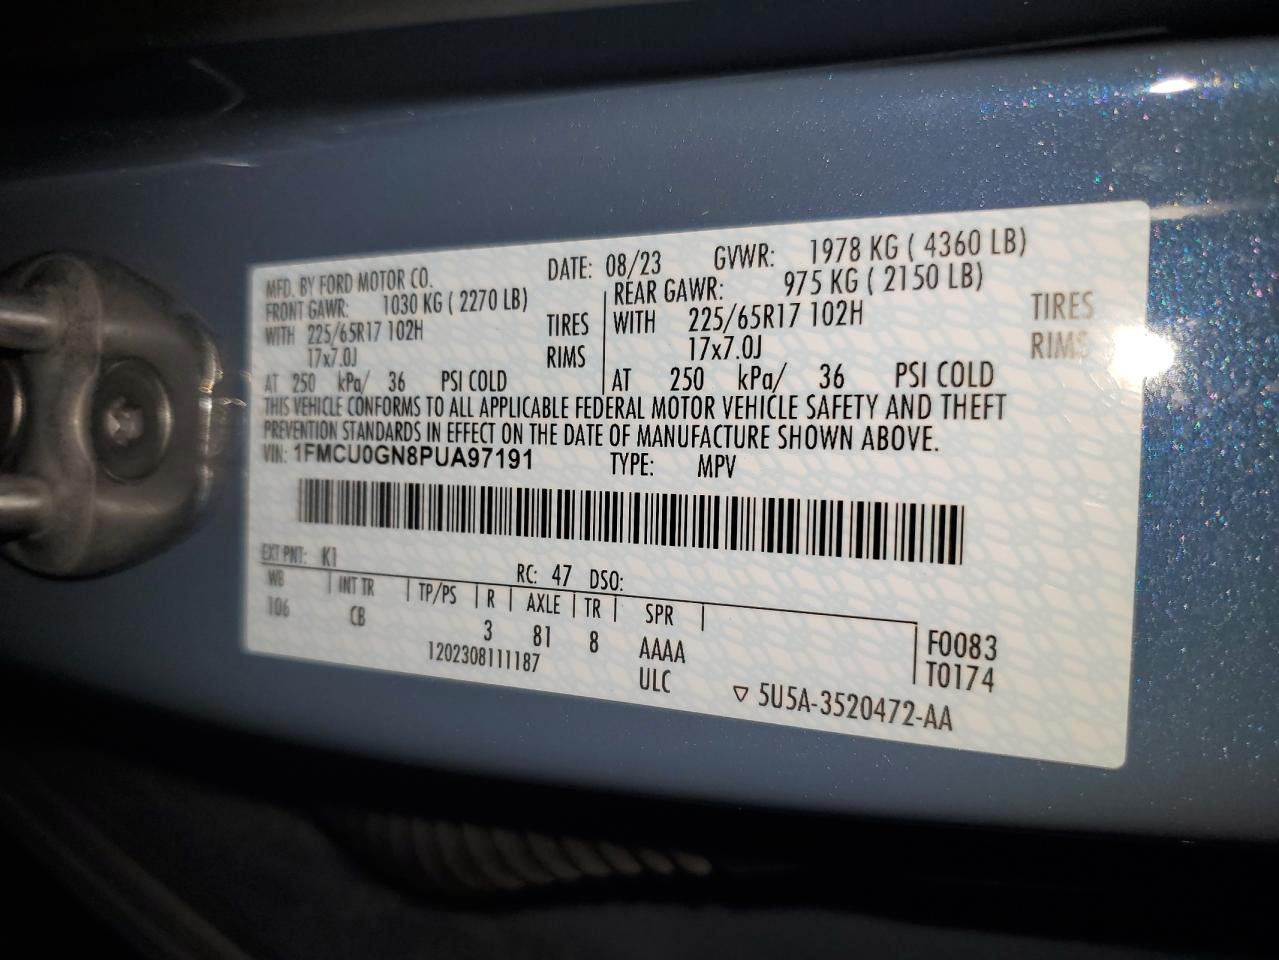 MFD. BY FORD MOTOR CO. DATE: 08/23 GVWR: 1978 KG ( 4360 LB)
FRONT GAWR: 1030 KG ( 2270 LB) REAR GAWR: 975 KG ( 2150 LB)
WITH 225/65R17 102H TIRES WITH 225/65R17 102H TIRES
17x7.0J RIMS 17x7.0J RIMS
AT 250 kPa/ 36 PSI COLD AT 250 kPa/ 36 PSI COLD
THIS VEHICLE CONFORMS TO ALL APPLICABLE FEDERAL MOTOR VEHICLE SAFETY AND THEFT
PREVENTION STANDARDS IN EFFECT ON THE DATE OF MANUFACTURE SHOWN ABOVE.
VIN: 1FMCU0GN8PUA97191 TYPE: MPV
EXT PNT: K1 RC: 47 DSO:
WB INT TR TP/PS R AXLE TR SPR
106 CB 3 81 8 AAAA F0083
1202308111187 ULC T0174
▽ 5U5A-3520472-AA